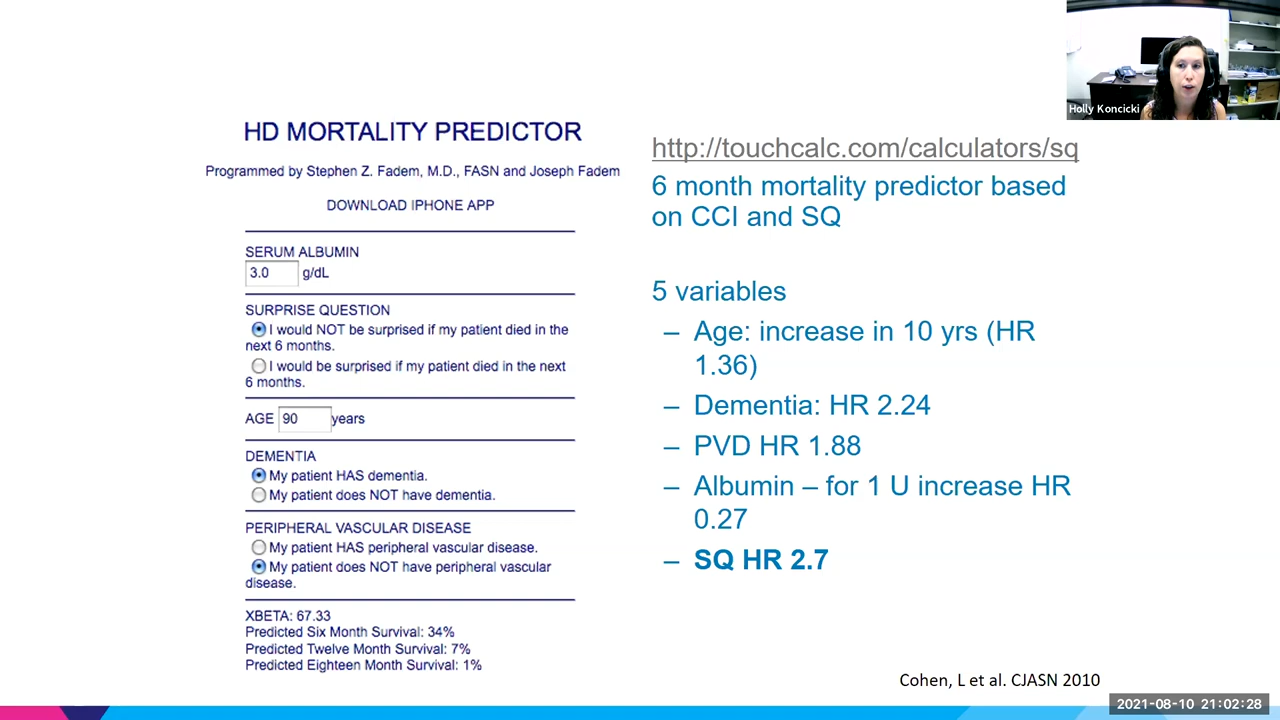 Holly Koncicki
HD MORTALITY PREDICTOR
Programmed by Stephen Z. Fadem, M.D., FASN and Joseph Fadem
DOWNLOAD IPHONE APP
SERUM ALBUMIN
3.0 g/dL
SURPRISE QUESTION
I would NOT be surprised if my patient died in the
next 6 months.
I would be surprised if my patient died in the next
6 months.
AGE 90 years
DEMENTIA
My patient HAS dementia.
My patient does NOT have dementia.
PERIPHERAL VASCULAR DISEASE
My patient HAS peripheral vascular disease.
My patient does NOT have peripheral vascular
disease.
XBETA: 67.33
Predicted Six Month Survival: 34%
Predicted Twelve Month Survival: 7%
Predicted Eighteen Month Survival: 1%
http://touchcalc.com/calculators/sq
6 month mortality predictor based
on CCI and SQ
5 variables
– Age: increase in 10 yrs (HR
1.36)
– Dementia: HR 2.24
– PVD HR 1.88
– Albumin – for 1 U increase HR
0.27
– SQ HR 2.7
Cohen, L et al. CJASN 2010
2021-08-10 21:02:28